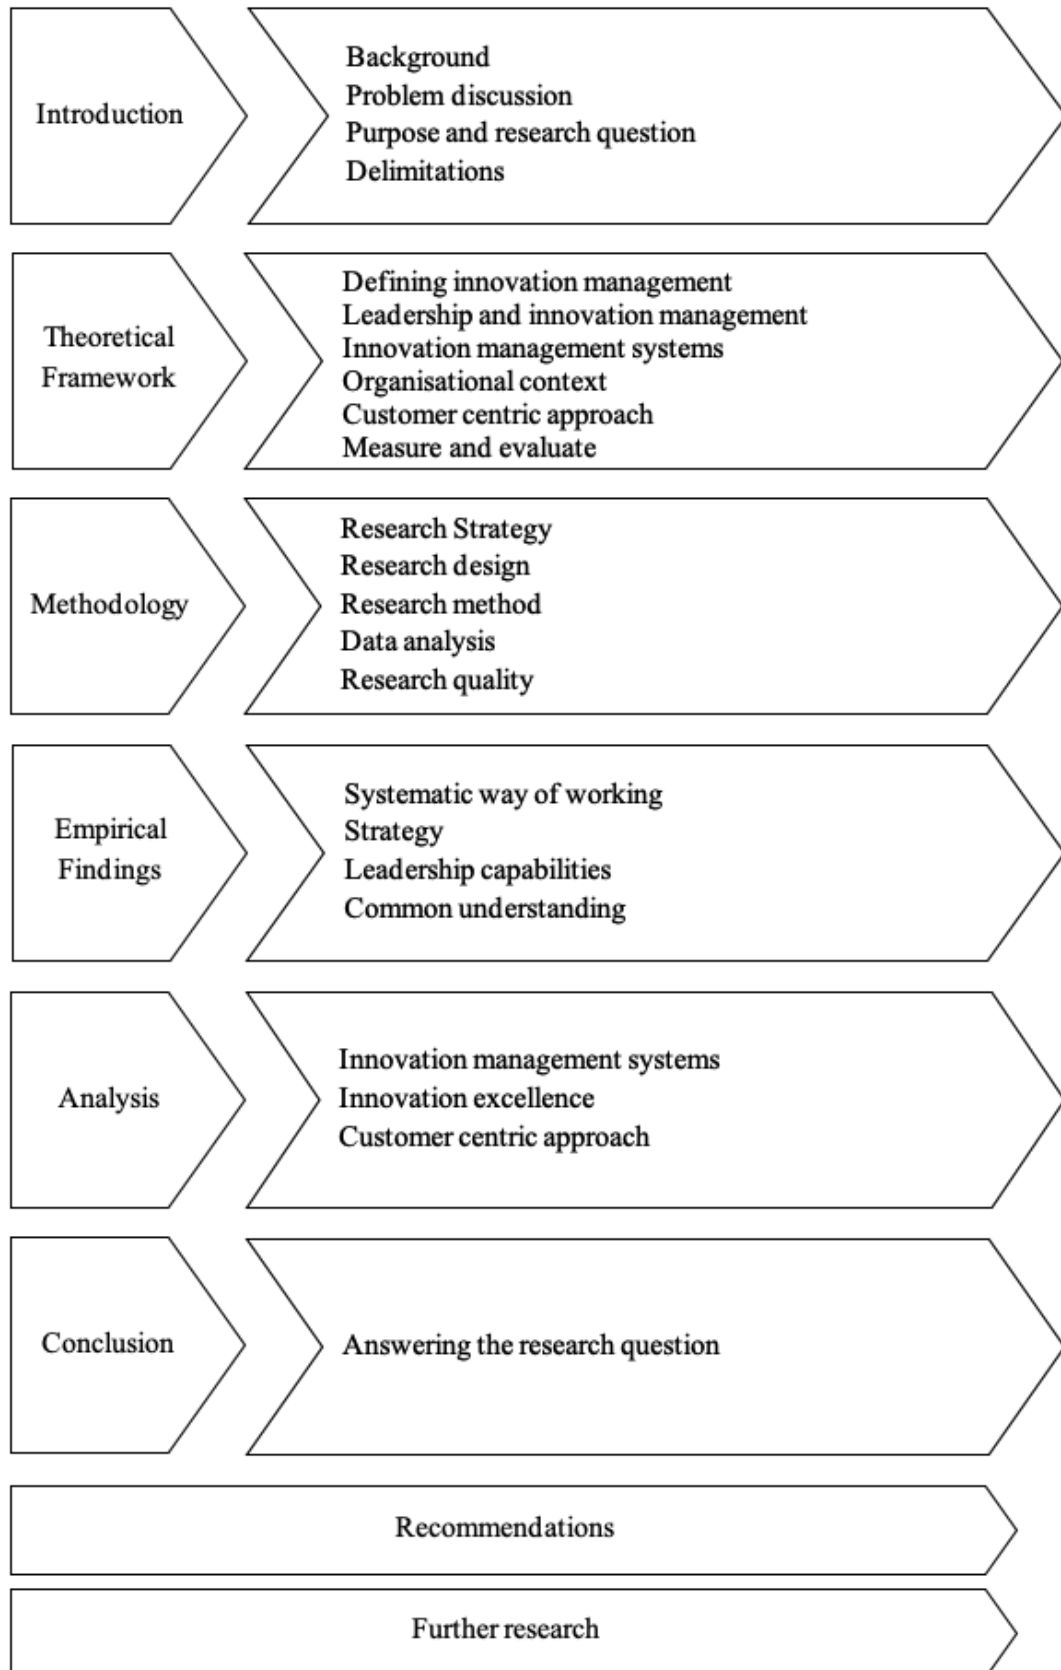 Introduction
Background
Problem discussion
Purpose and research question
Delimitations
Theoretical
Framework
Defining innovation management
Leadership and innovation management
Innovation management systems
Organisational context
Customer centric approach
Measure and evaluate
Methodology
Research Strategy
Research design
Research method
Data analysis
Research quality
Empirical
Findings
Systematic way of working
Strategy
Leadership capabilities
Common understanding
Analysis
Innovation management systems
Innovation excellence
Customer centric approach
Conclusion
Answering the research question
Recommendations
Further research